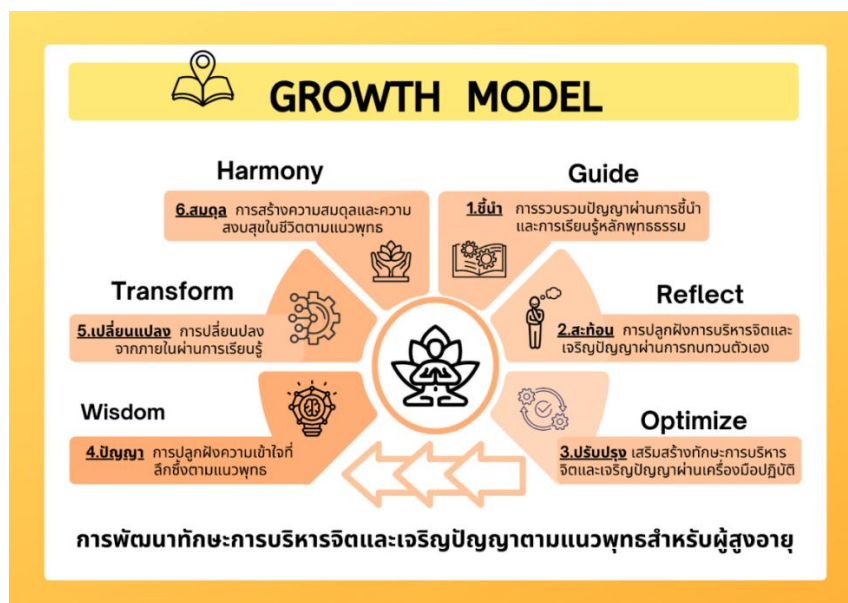 GROWTH MODEL
Harmony
6.สมดุล การสร้างความสมดุลและความ
สงบสุขในชีวิตตามแนวพุทธ
Guide
1.ชี้นำ การรวบรวมปัญญาผ่านการชี้นำ
และการเรียนรู้หลักพุทธธรรม
Transform
5.เปลี่ยนแปลง การเปลี่ยนปลง
จากภายในผ่านการเรียนรู้
Reflect
2.สะท้อน การปลูกฝังการบริหารจิตและ
เจริญปัญญาผ่านการทบทวนตัวเอง
Wisdom
4.ปัญญา การปลูกฝังความเข้าใจที่
ลึกซึ้งตามแนวพุทธ
Optimize
3.ปรับปรุง เสริมสร้างทักษะการบริหาร
จิตและเจริญปัญญาผ่านเครื่องมือปฏิบัติ
การพัฒนาทักษะการบริหารจิตและเจริญปัญญาตามแนวพุทธสำหรับผู้สูงอายุ